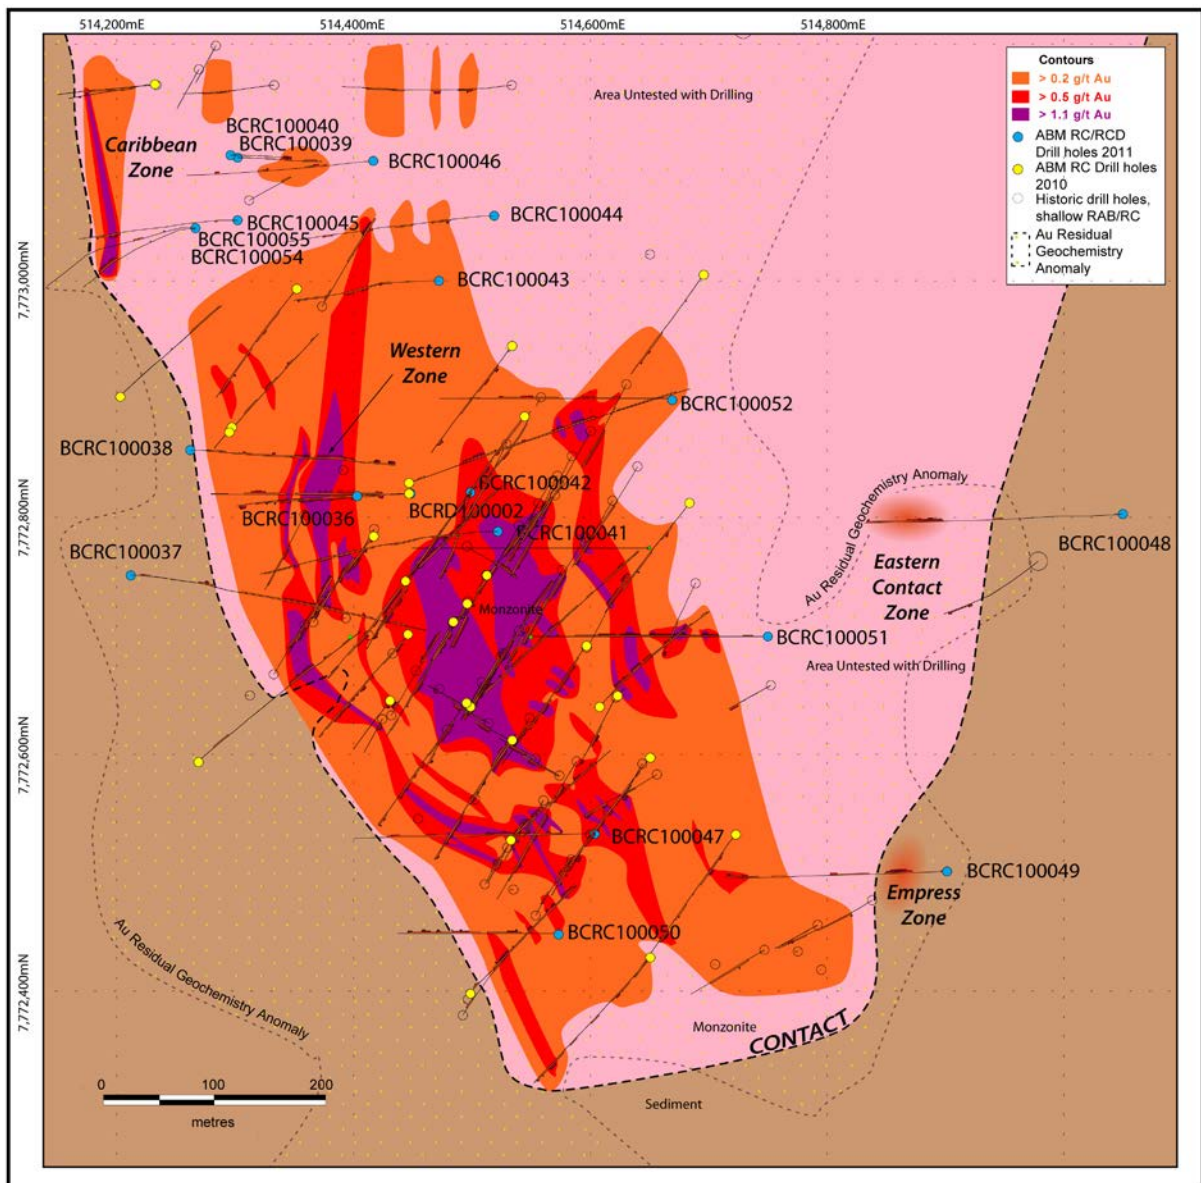 514,200mE
514,400mE
514,600mE
514,800mE
Contours
> 0.2 g/t Au
> 0.5 g/t Au
> 1.1 g/t Au
ABM RC/RCD
Drill holes 2011
ABM RC Drill holes
2010
Historic drill holes,
shallow RAB/RC
Au Residual
Geochemistry
Anomaly
Area Untested with Drilling
BCRC100040
BCRC100039
Caribbean
Zone
BCRC100046
BCRC100045
BCRC100044
BCRC100055
BCRC100054
7,773,000mN
BCRC100043
Western
Zone
BCRC100052
BCRC100038
BCRC100042
Au Residual Geochemistry Anomaly
BCRC100036
BCRD100002
BCRC100041
7,772,800mN
BCRC100037
BCRC100048
Eastern
Contact
Zone
Monzonite
BCRC100051
Area Untested with Drilling
7,772,600mN
BCRC100047
BCRC100049
Empress
Zone
BCRC100050
Au Residual Geochemistry Anomaly
7,772,400mN
Monzonite
CONTACT
0
100
200
metres
Sediment